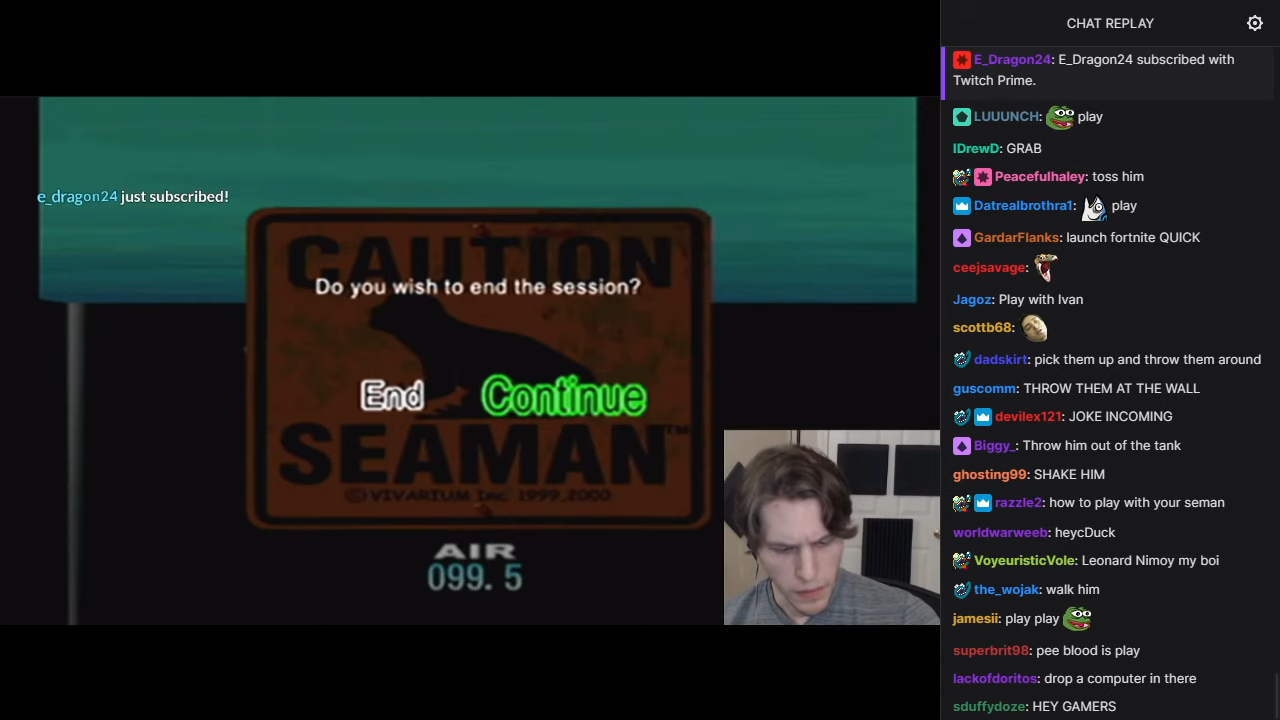 e_dragon24 just subscribed!
CAUTION
Do you wish to end the session?
End Continue
SEAMAN™
© VIVARIUM Inc. 1999,2000
AIR
099. 5
CHAT REPLAY
E_Dragon24: E_Dragon24 subscribed with
Twitch Prime.
LUUUNCH: play
IDrewD: GRAB
Peacefulhaley: toss him
Datrealbrothra1: play
GardarFlanks: launch fortnite QUICK
ceejsavage:
Jagoz: Play with Ivan
scottb68:
dadskirt: pick them up and throw them around
guscomm: THROW THEM AT THE WALL
devilex121: JOKE INCOMING
Biggy_: Throw him out of the tank
ghosting99: SHAKE HIM
razzle2: how to play with your seman
worldwarweeb: heycDuck
VoyeuristicVole: Leonard Nimoy my boi
the_wojak: walk him
jamesii: play play
superbrit98: pee blood is play
lackofdoritos: drop a computer in there
sduffydoze: HEY GAMERS